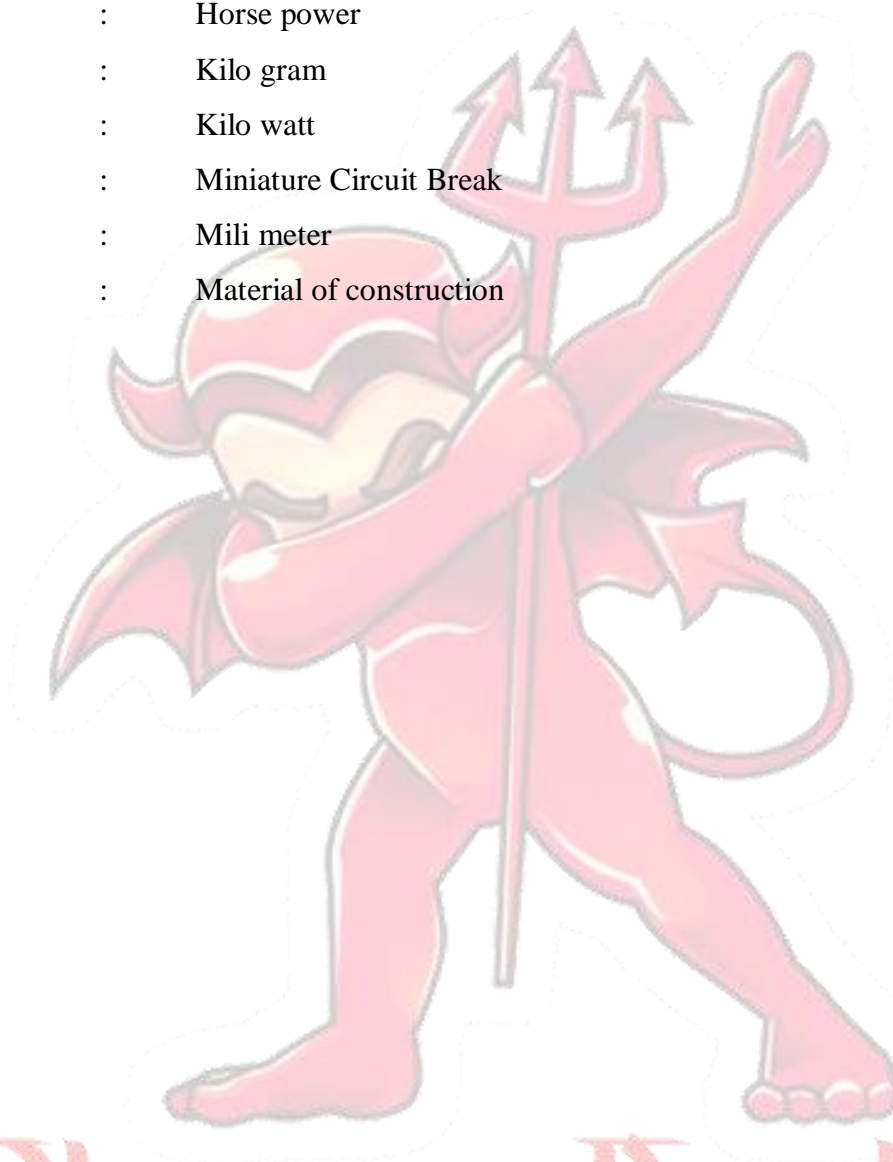 : Horse power
: Kilo gram
: Kilo watt
: Miniature Circuit Break
: Mili meter
: Material of construction